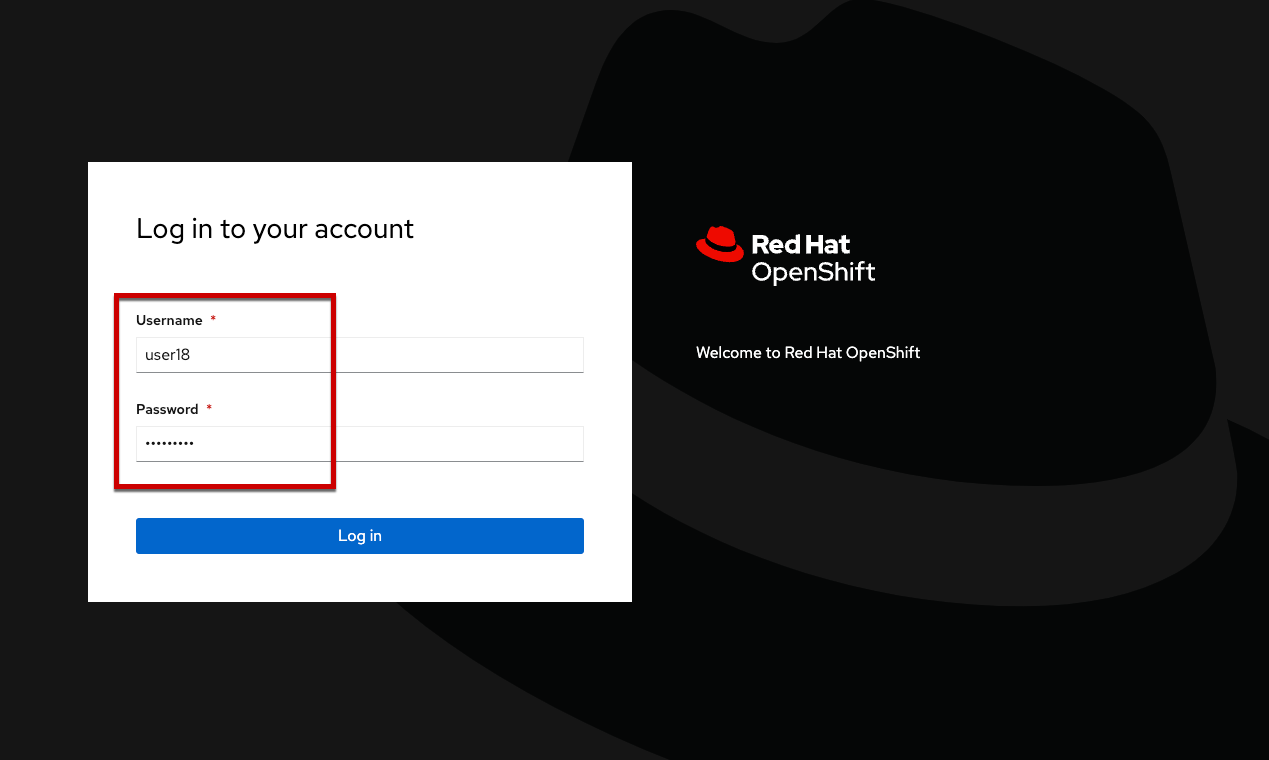 Log in to your account
Username *
user18
Password *
•••••••••
Log in
Red Hat
OpenShift
Welcome to Red Hat OpenShift